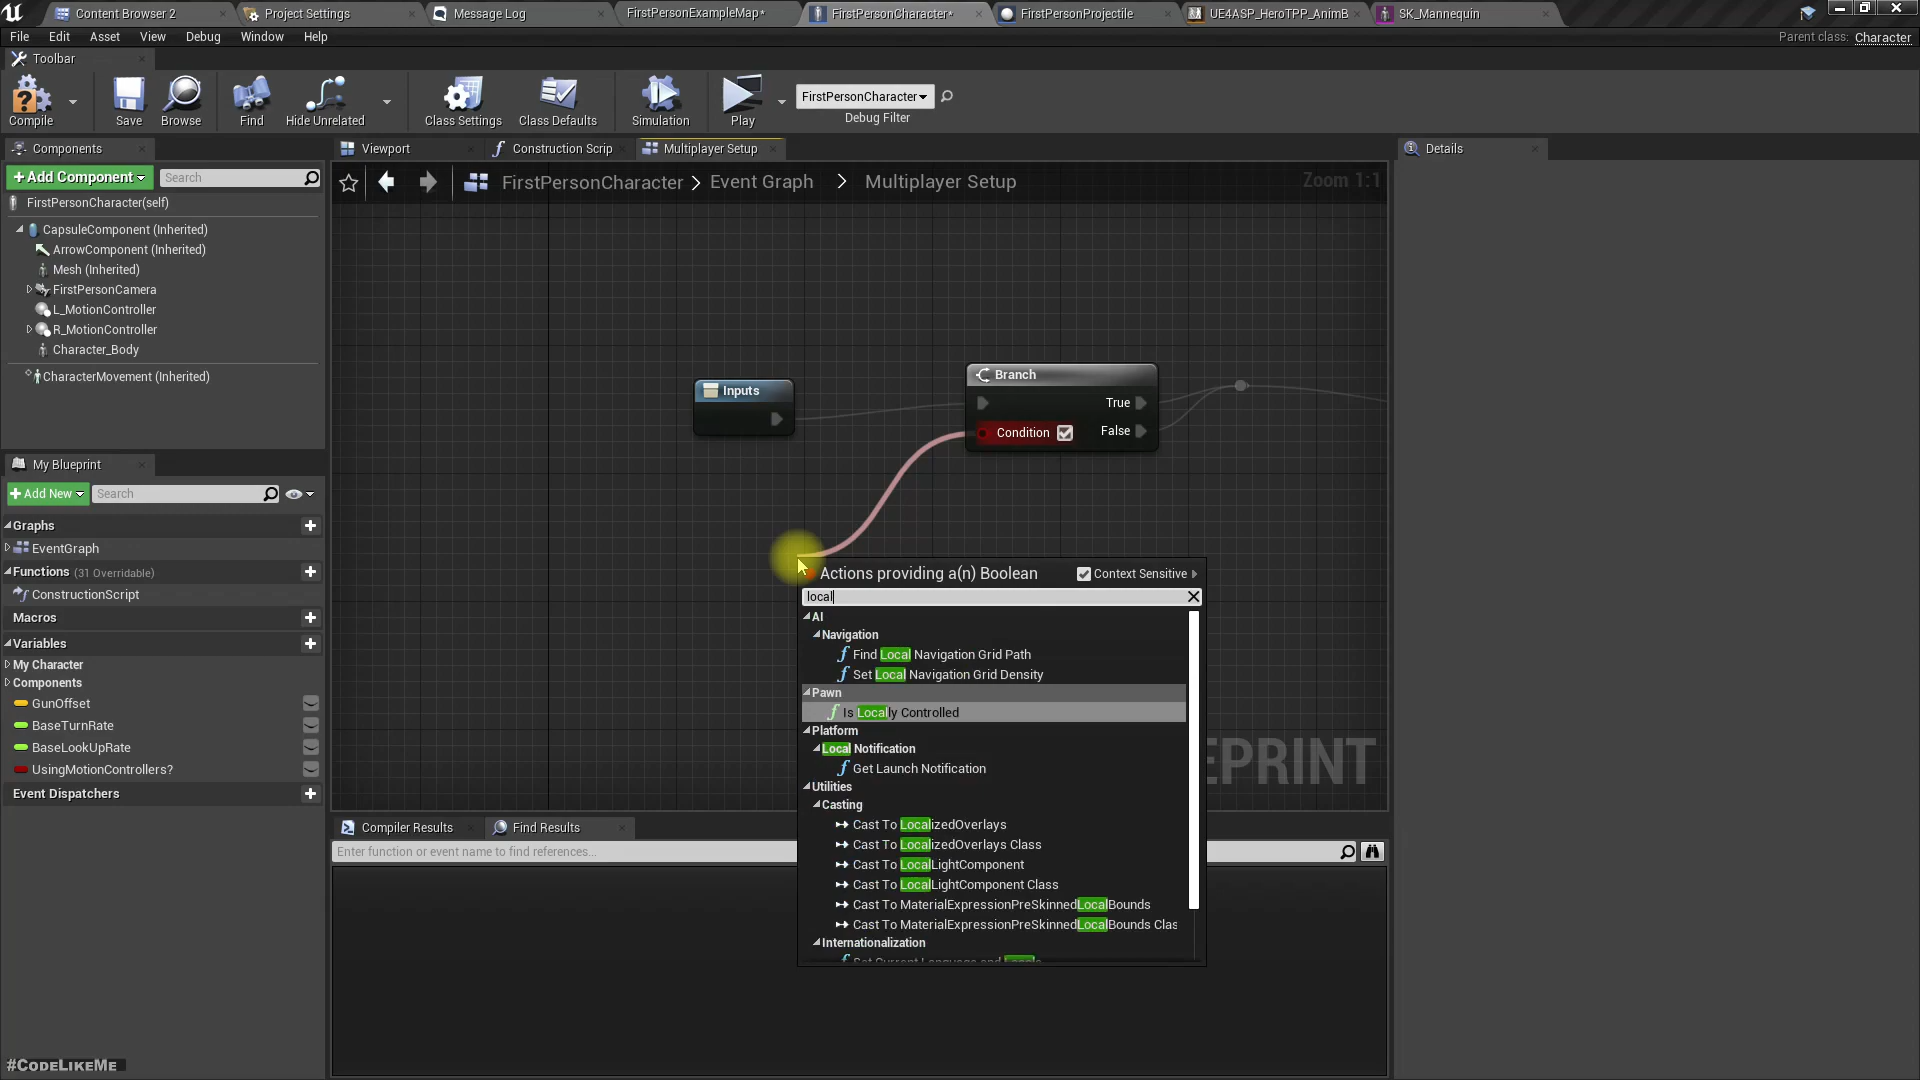 Content Browser 2
Project Settings
Message Log
FirstPersonExampleMap*
FirstPersonCharacter*
FirstPersonProjectile
UE4ASP_HeroTPP_AnimB
SK_Mannequin
File Edit Asset View Debug Window Help
Parent class: Character
Toolbar
Compile
Save
Browse
Find
Hide Unrelated
Class Settings
Class Defaults
Simulation
Play
FirstPersonCharacter
Debug Filter
Components
+Add Component
Search
FirstPersonCharacter(self)
CapsuleComponent (Inherited)
ArrowComponent (Inherited)
Mesh (Inherited)
FirstPersonCamera
L_MotionController
R_MotionController
Character_Body
CharacterMovement (Inherited)
My Blueprint
+Add New
Search
Graphs
EventGraph
Functions (31 Overridable)
ConstructionScript
Macros
Variables
My Character
Components
GunOffset
BaseTurnRate
BaseLookUpRate
UsingMotionControllers?
Event Dispatchers
#CodeLikeMe
Viewport
Construction Scrip
Multiplayer Setup
FirstPersonCharacter > Event Graph > Multiplayer Setup
Zoom 1:1
Inputs
Branch
True
Condition
False
Actions providing a(n) Boolean
Context Sensitive
local
AI
Navigation
Find Local Navigation Grid Path
Set Local Navigation Grid Density
Pawn
Is Locally Controlled
Platform
Local Notification
Get Launch Notification
Utilities
Casting
Cast To LocalizedOverlays
Cast To LocalizedOverlays Class
Cast To LocalLightComponent
Cast To LocalLightComponent Class
Cast To MaterialExpressionPreSkinnedLocalBounds
Cast To MaterialExpressionPreSkinnedLocalBounds Clas
Internationalization
EPRINT
Compiler Results
Find Results
Enter function or event name to find references...
Details